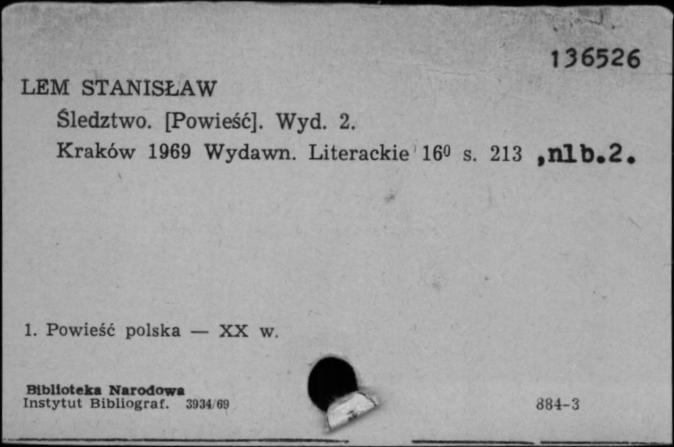 136526
LEM STANISŁAW
Śledztwo. [Powieść]. Wyd. 2.
Kraków 1969 Wydawn. Literackie 16⁰ s. 213 ,nlb.2.
1. Powieść polska — XX w.
Biblioteka Narodowa
Instytut Bibliograf. 3934/69
884-3